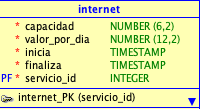 internet
* capacidad NUMBER (6,2)
* valor_por_dia NUMBER (12,2)
* inicia TIMESTAMP
* finaliza TIMESTAMP
PF * servicio_id INTEGER
internet_PK (servicio_id)